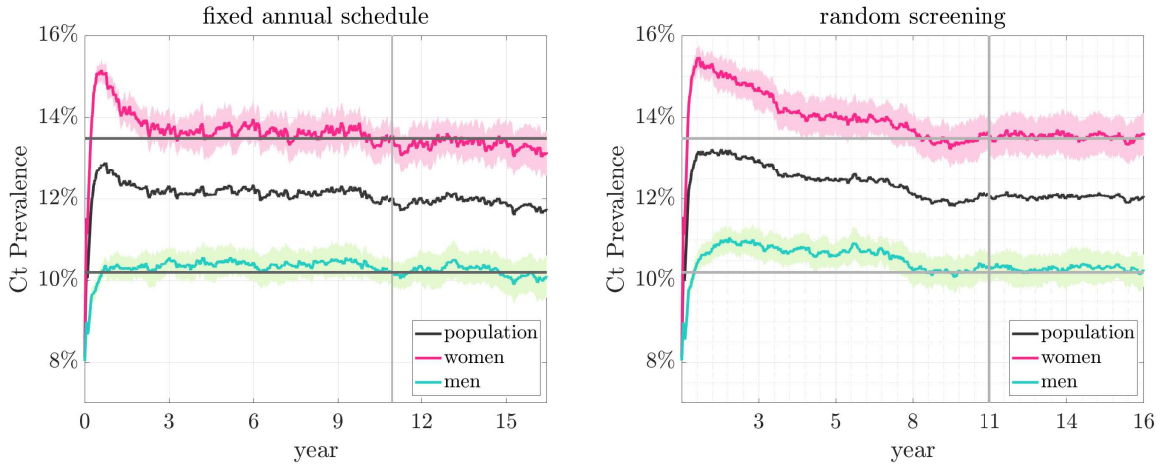 fixed annual schedule
16%
14%
12%
10%
8%
Ct Prevalence
0
3
6
9
12
15
year
population
women
men
random screening
16%
14%
12%
10%
8%
Ct Prevalence
3
5
8
11
14
16
year
population
women
men